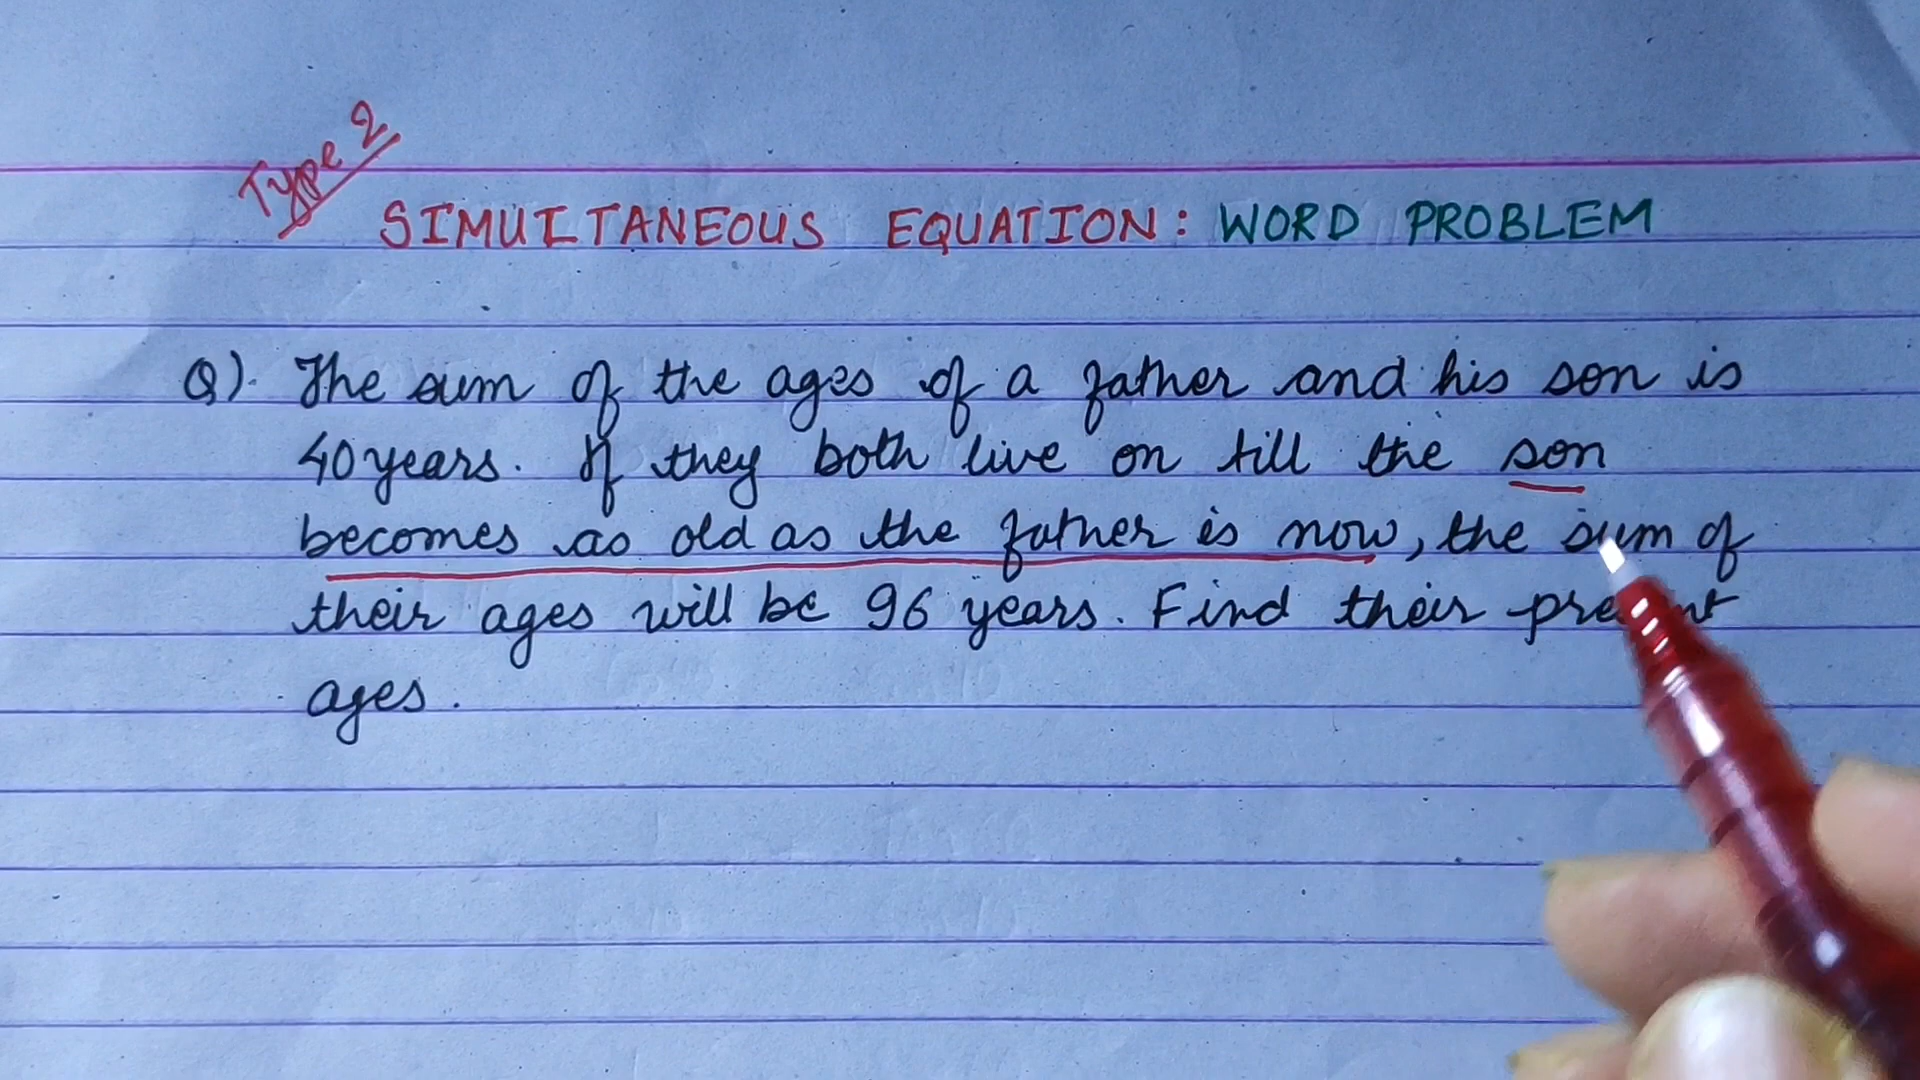 Type 2
SIMULTANEOUS EQUATION: WORD PROBLEM
Q). The sum of the ages of a father and his son is
40 years. If they both live on till the son
becomes as old as the father is now, the sum of
their ages will be 96 years. Find their
ages.